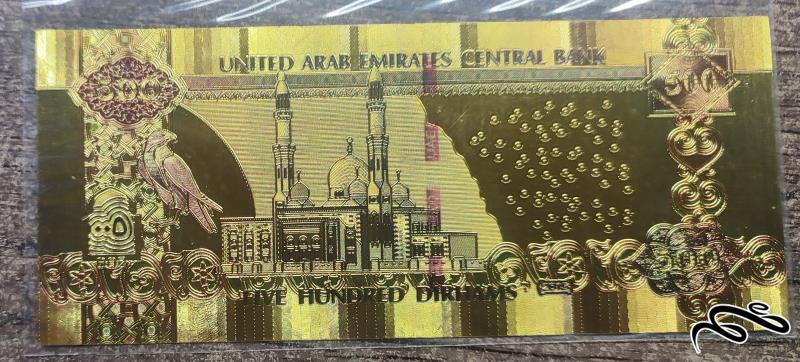 UNITED ARAB EMIRATES CENTRAL BANK
500
500
٥٠٠
500
FIVE HUNDRED DIRHAMS